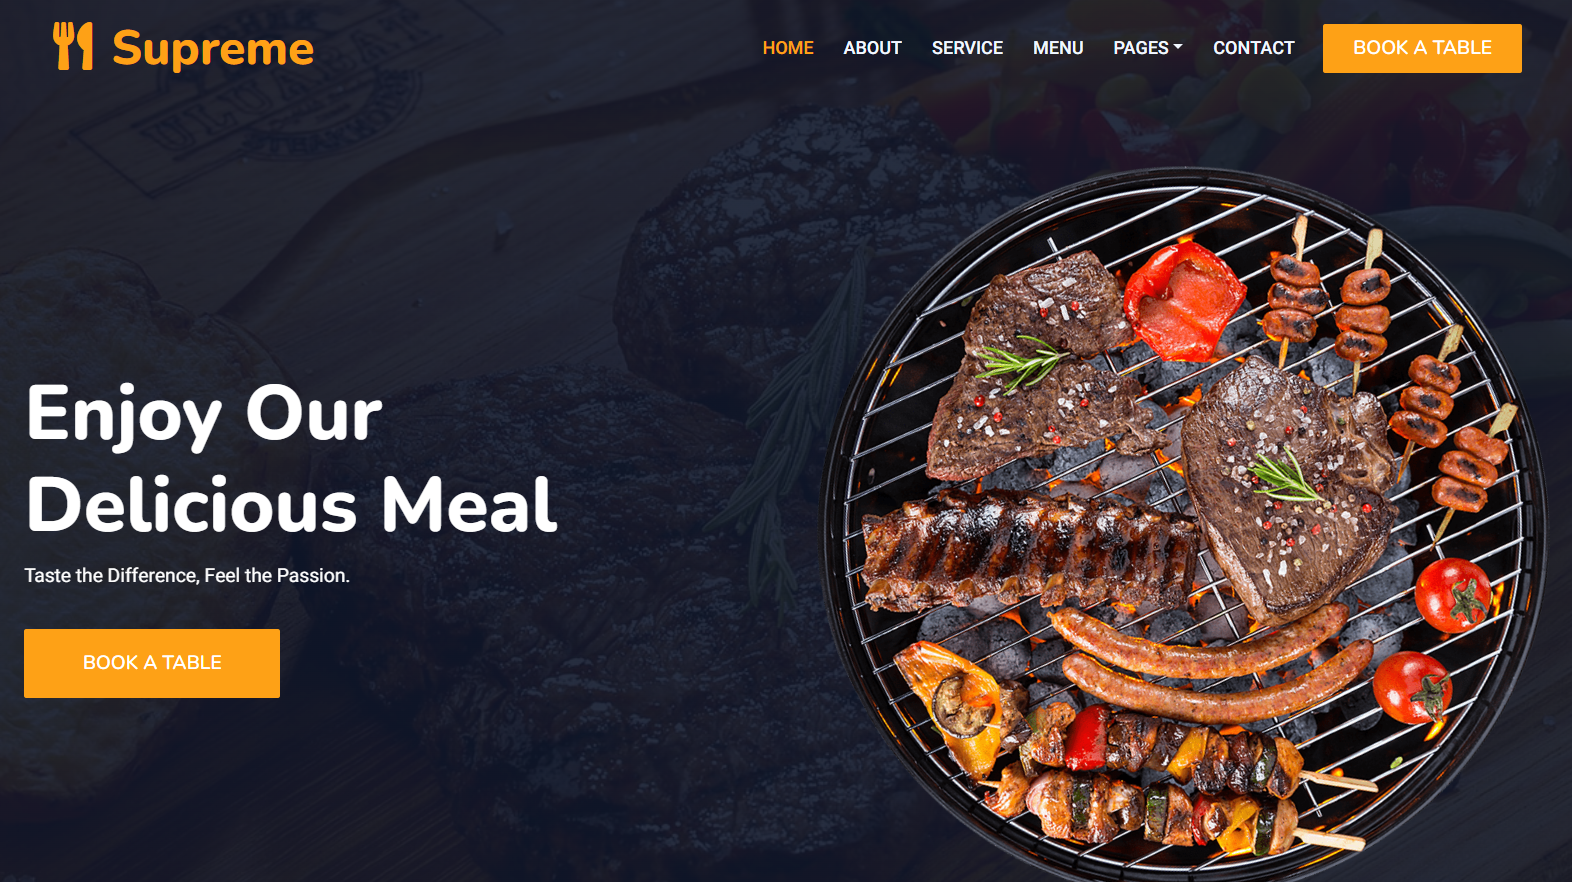 Supreme
HOME ABOUT SERVICE MENU PAGES CONTACT BOOK A TABLE
Enjoy Our
Delicious Meal
Taste the Difference, Feel the Passion.
BOOK A TABLE